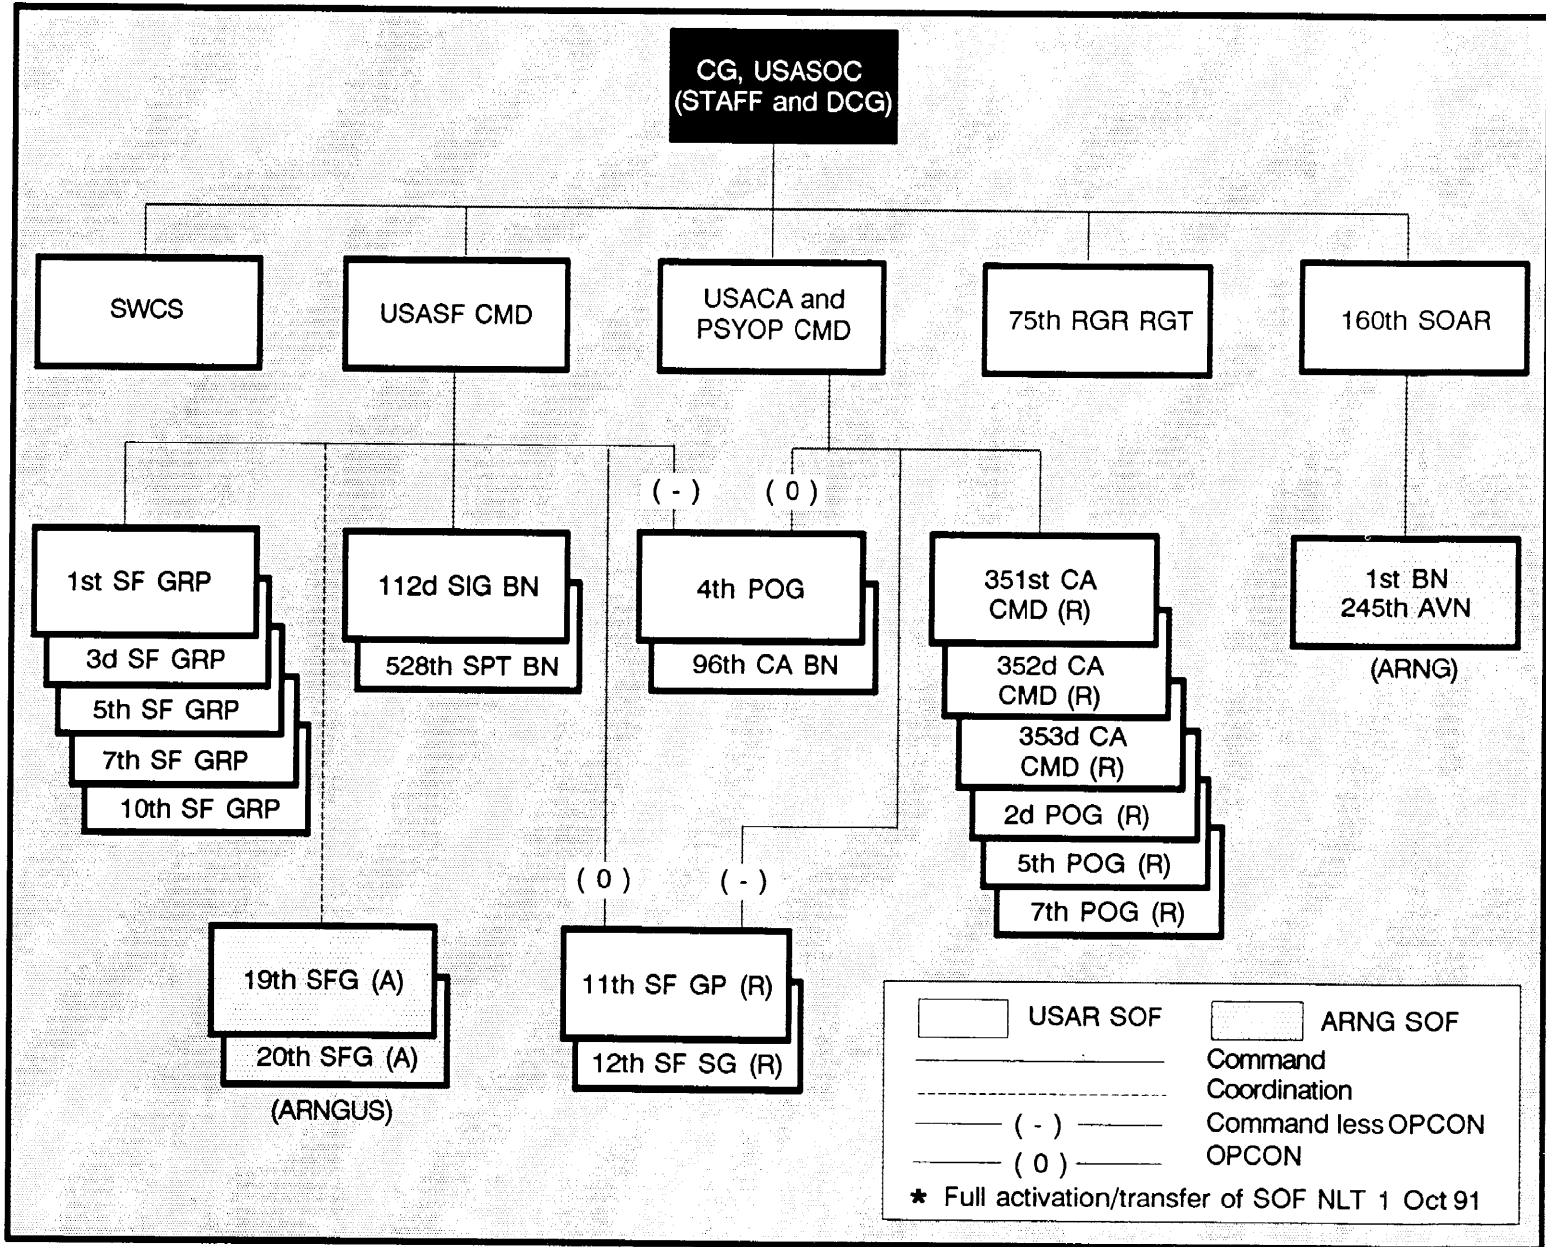 CG, USASOC
(STAFF and DCG)
SWCS
USASF CMD
USACA and
PSYOP CMD
75th RGR RGT
160th SOAR
( - )
( 0 )
1st SF GRP
3d SF GRP
5th SF GRP
7th SF GRP
10th SF GRP
112d SIG BN
528th SPT BN
4th POG
96th CA BN
351st CA
CMD (R)
352d CA
CMD (R)
353d CA
CMD (R)
2d POG (R)
5th POG (R)
7th POG (R)
1st BN
245th AVN
(ARNG)
( 0 )
( - )
19th SFG (A)
20th SFG (A)
(ARNGUS)
11th SF GP (R)
12th SF SG (R)
USAR SOF
ARNG SOF
Command
Coordination
( - )
Command less OPCON
( 0 )
OPCON
* Full activation/transfer of SOF NLT 1 Oct 91